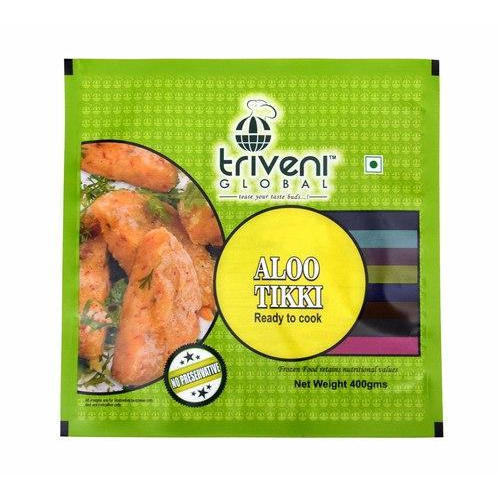 triveni™
GLOBAL
tease your taste buds...!
ALOO
TIKKI
Ready to cook
NO PRESERVATIVE
Frozen Food retains nutritional values
Net Weight 400gms